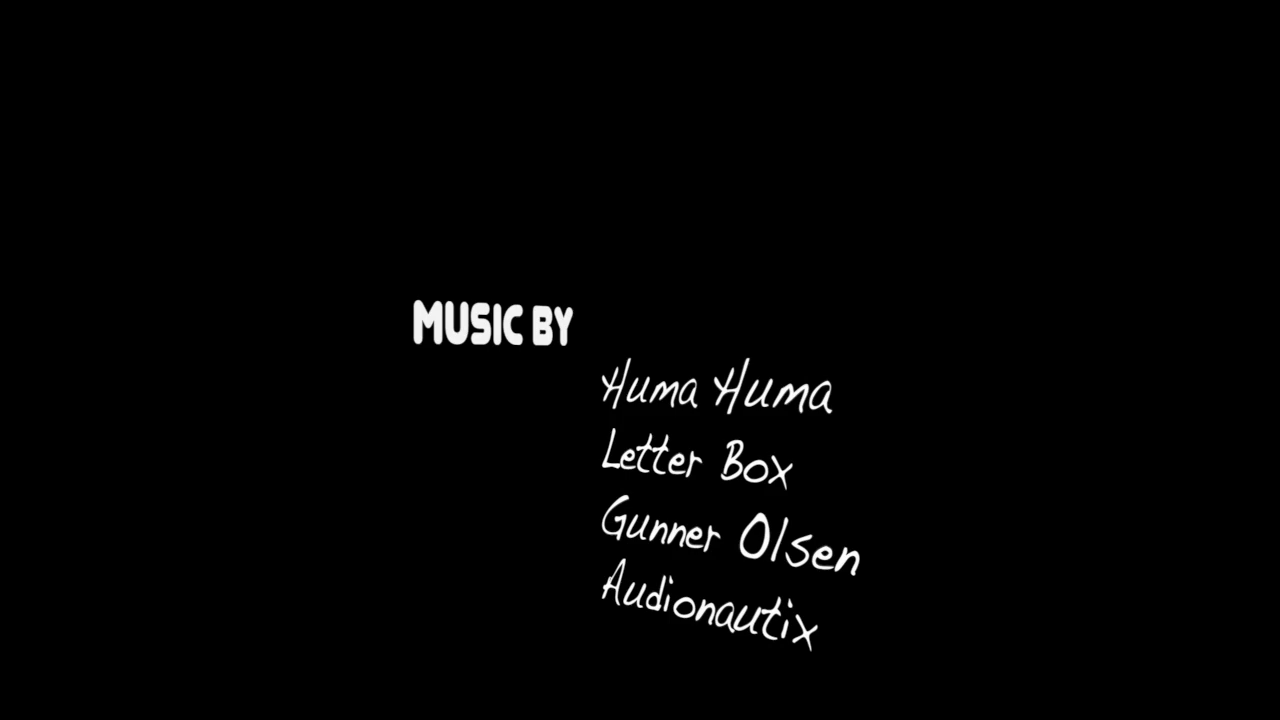 MUSIC BY
Huma Huma
Letter Box
Gunner Olsen
Audionautix